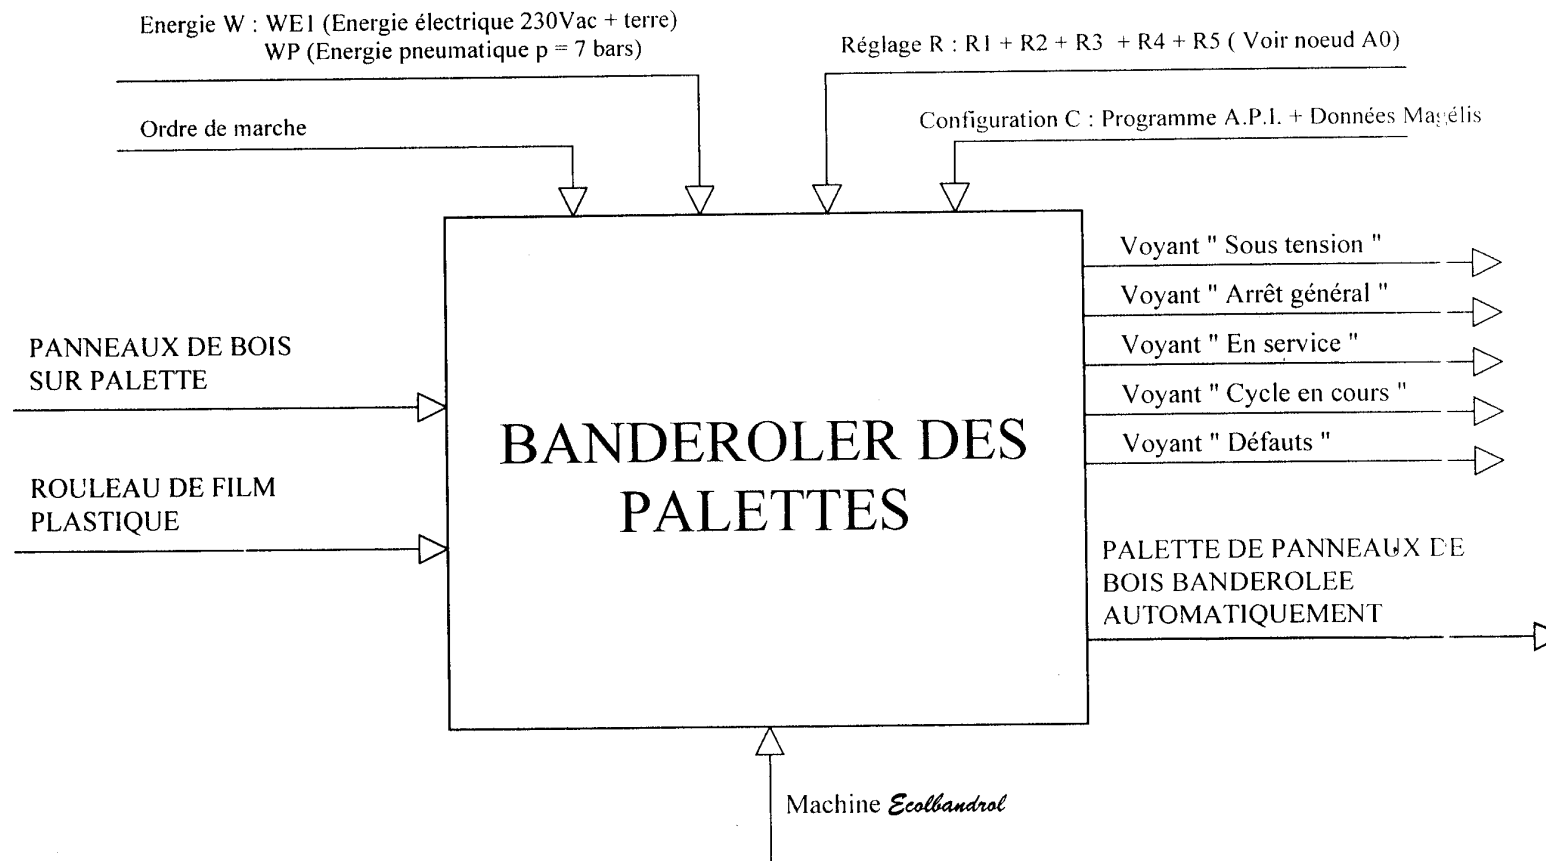 Energie W : WE1 (Energie électrique 230Vac + terre)
WP (Energie pneumatique p = 7 bars)
Réglage R : R1 + R2 + R3 + R4 + R5 ( Voir noeud A0)
Ordre de marche
Configuration C : Programme A.P.I. + Données Magélis
Voyant " Sous tension "
Voyant " Arrêt général "
Voyant " En service "
Voyant " Cycle en cours "
Voyant " Défauts "
PANNEAUX DE BOIS
SUR PALETTE
BANDEROLER DES
PALETTES
ROULEAU DE FILM
PLASTIQUE
PALETTE DE PANNEAUX DE
BOIS BANDEROLEE
AUTOMATIQUEMENT
Machine Ecolbandrol